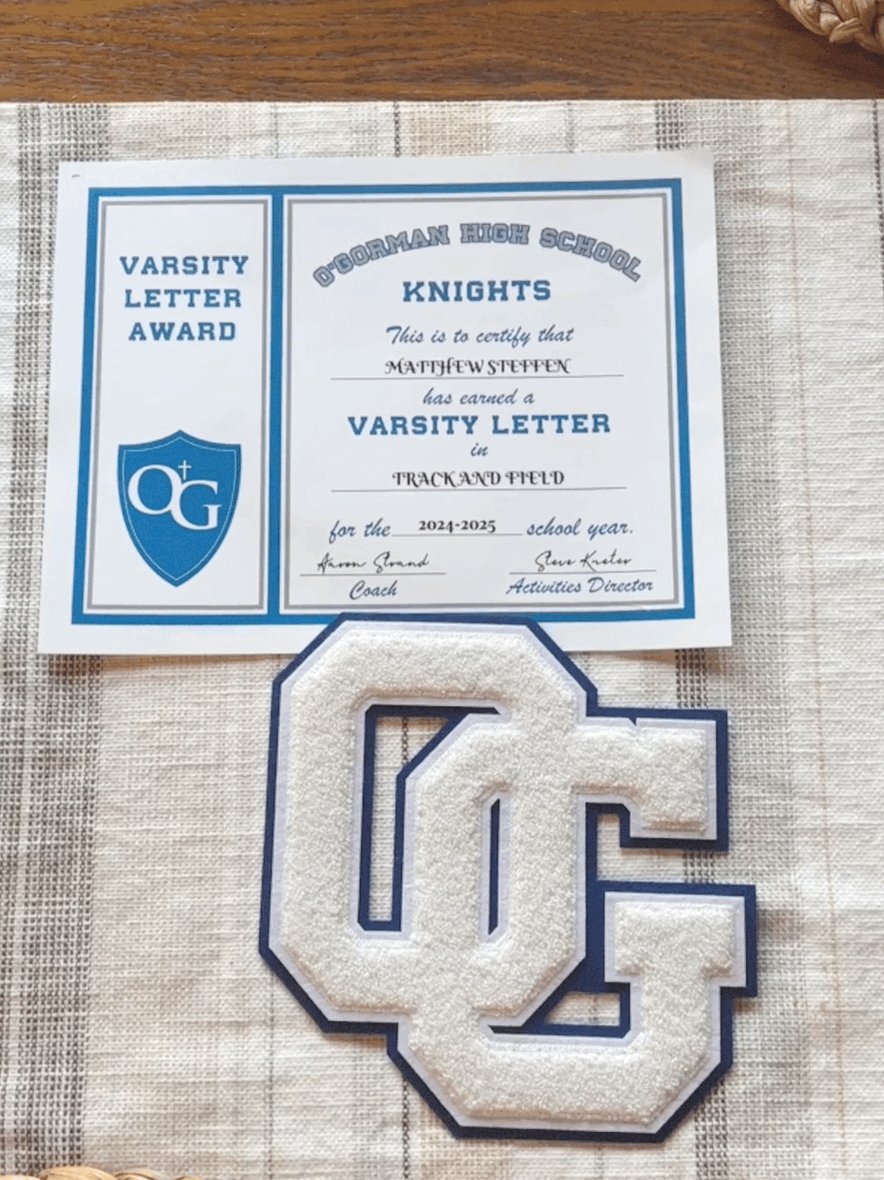 VARSITY
LETTER
AWARD
OG
O'GORMAN HIGH SCHOOL
KNIGHTS
This is to certify that
MATTHEW STEFFEN
has earned a
VARSITY LETTER
in
TRACK AND FIELD
for the 2024-2025 school year.
Aaron Strand Steve Kueter
Coach Activities Director
OG